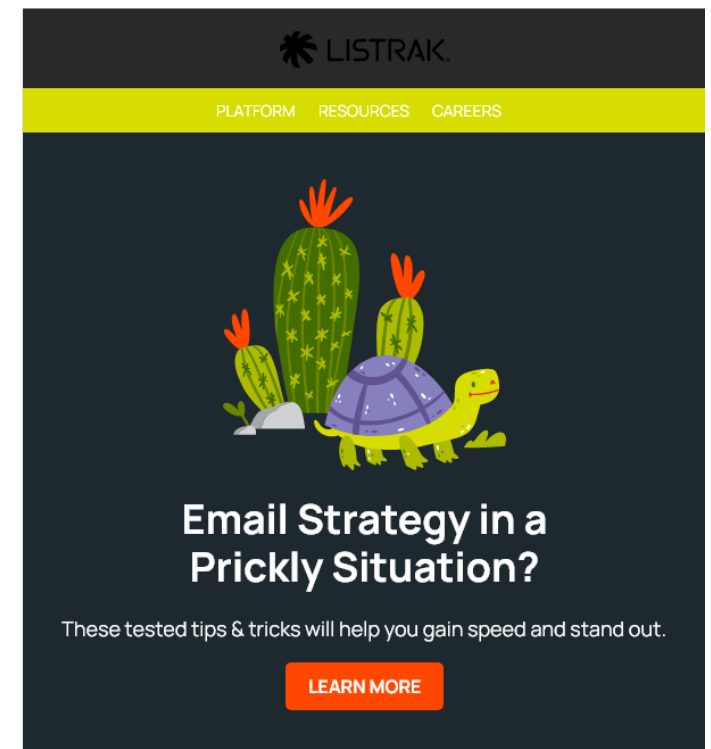 LISTRAK.
PLATFORM RESOURCES CAREERS
Email Strategy in a
Prickly Situation?
These tested tips & tricks will help you gain speed and stand out.
LEARN MORE